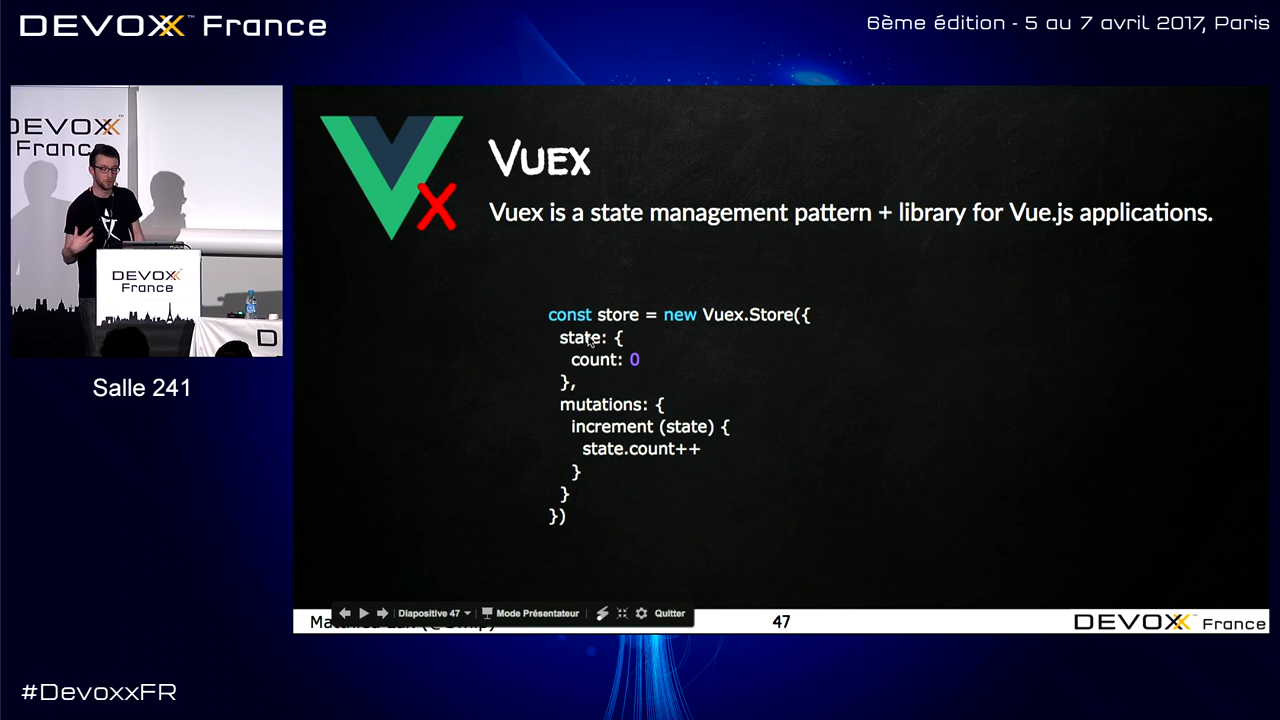 DEVOXX™ France
6ème édition - 5 au 7 avril 2017, Paris
DEVOXX
France
DEVOXX
France
D
Salle 241
X
Vuex
Vuex is a state management pattern + library for Vue.js applications.
const store = new Vuex.Store({
state: {
count: 0
},
mutations: {
increment (state) {
state.count++
}
}
})
Diapositive 47
Mode Présentateur
Quitter
47
DEVOXX™ France
#DevoxxFR